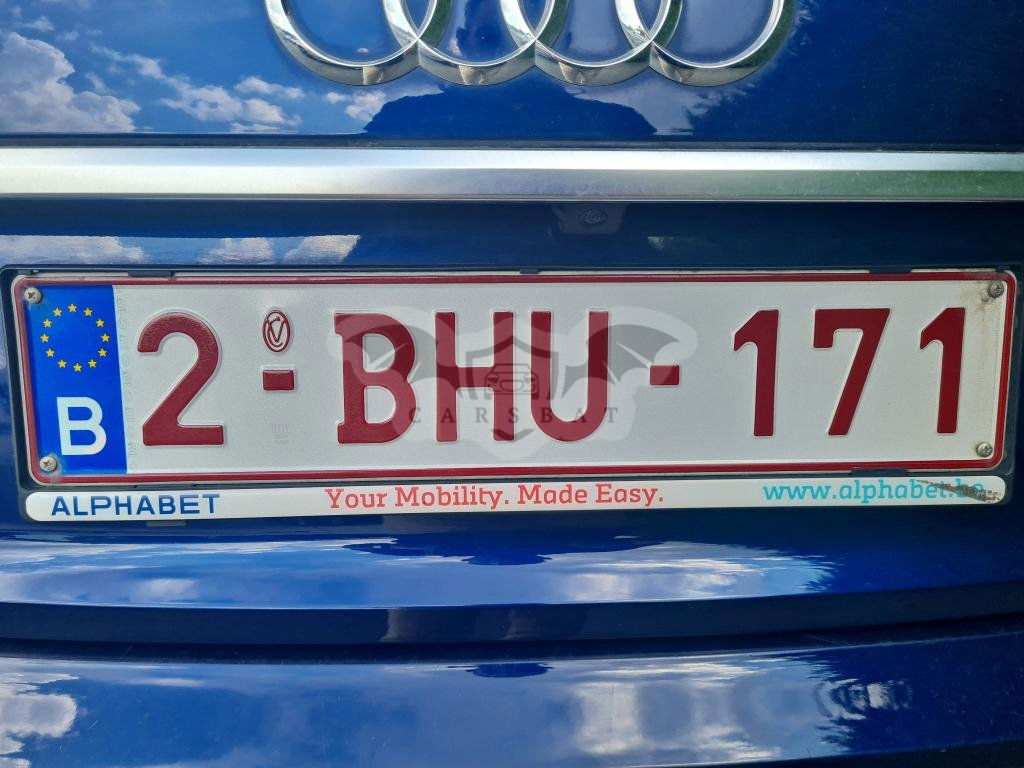 B
2-BHU-171
CARSBAT
ALPHABET Your Mobility. Made Easy. www.alphabet.be